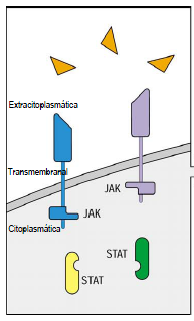 Extracitoplasmática
Transmembranal
JAK
JAK
Citoplasmática
STAT
STAT